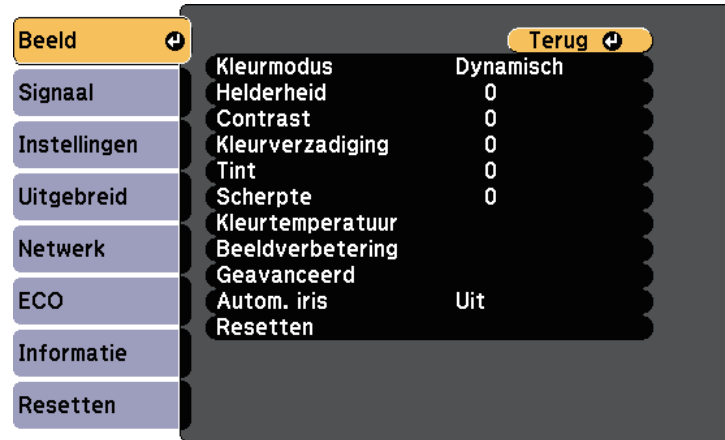 Beeld
Signaal
Instellingen
Uitgebreid
Netwerk
ECO
Informatie
Resetten
Terug
Kleurmodus Dynamisch
Helderheid 0
Contrast 0
Kleurverzadiging 0
Tint 0
Scherpte 0
Kleurtemperatuur
Beeldverbetering
Geavanceerd
Autom. iris Uit
Resetten